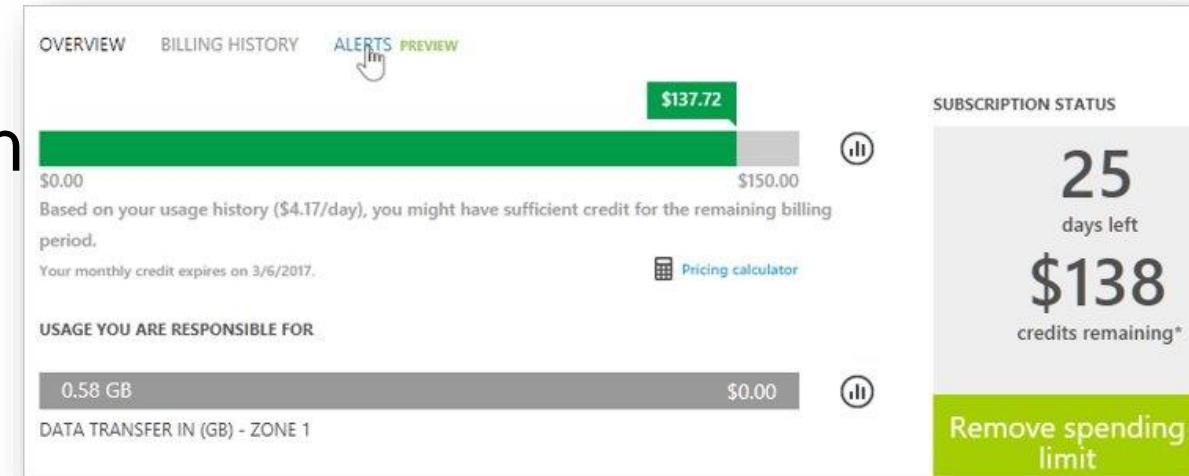 OVERVIEW BILLING HISTORY ALERTS PREVIEW
$137.72
n
$0.00 $150.00
Based on your usage history ($4.17/day), you might have sufficient credit for the remaining billing
period.
Your monthly credit expires on 3/6/2017. Pricing calculator
USAGE YOU ARE RESPONSIBLE FOR
0.58 GB $0.00
DATA TRANSFER IN (GB) - ZONE 1
SUBSCRIPTION STATUS
25
days left
$138
credits remaining*
Remove spending
limit